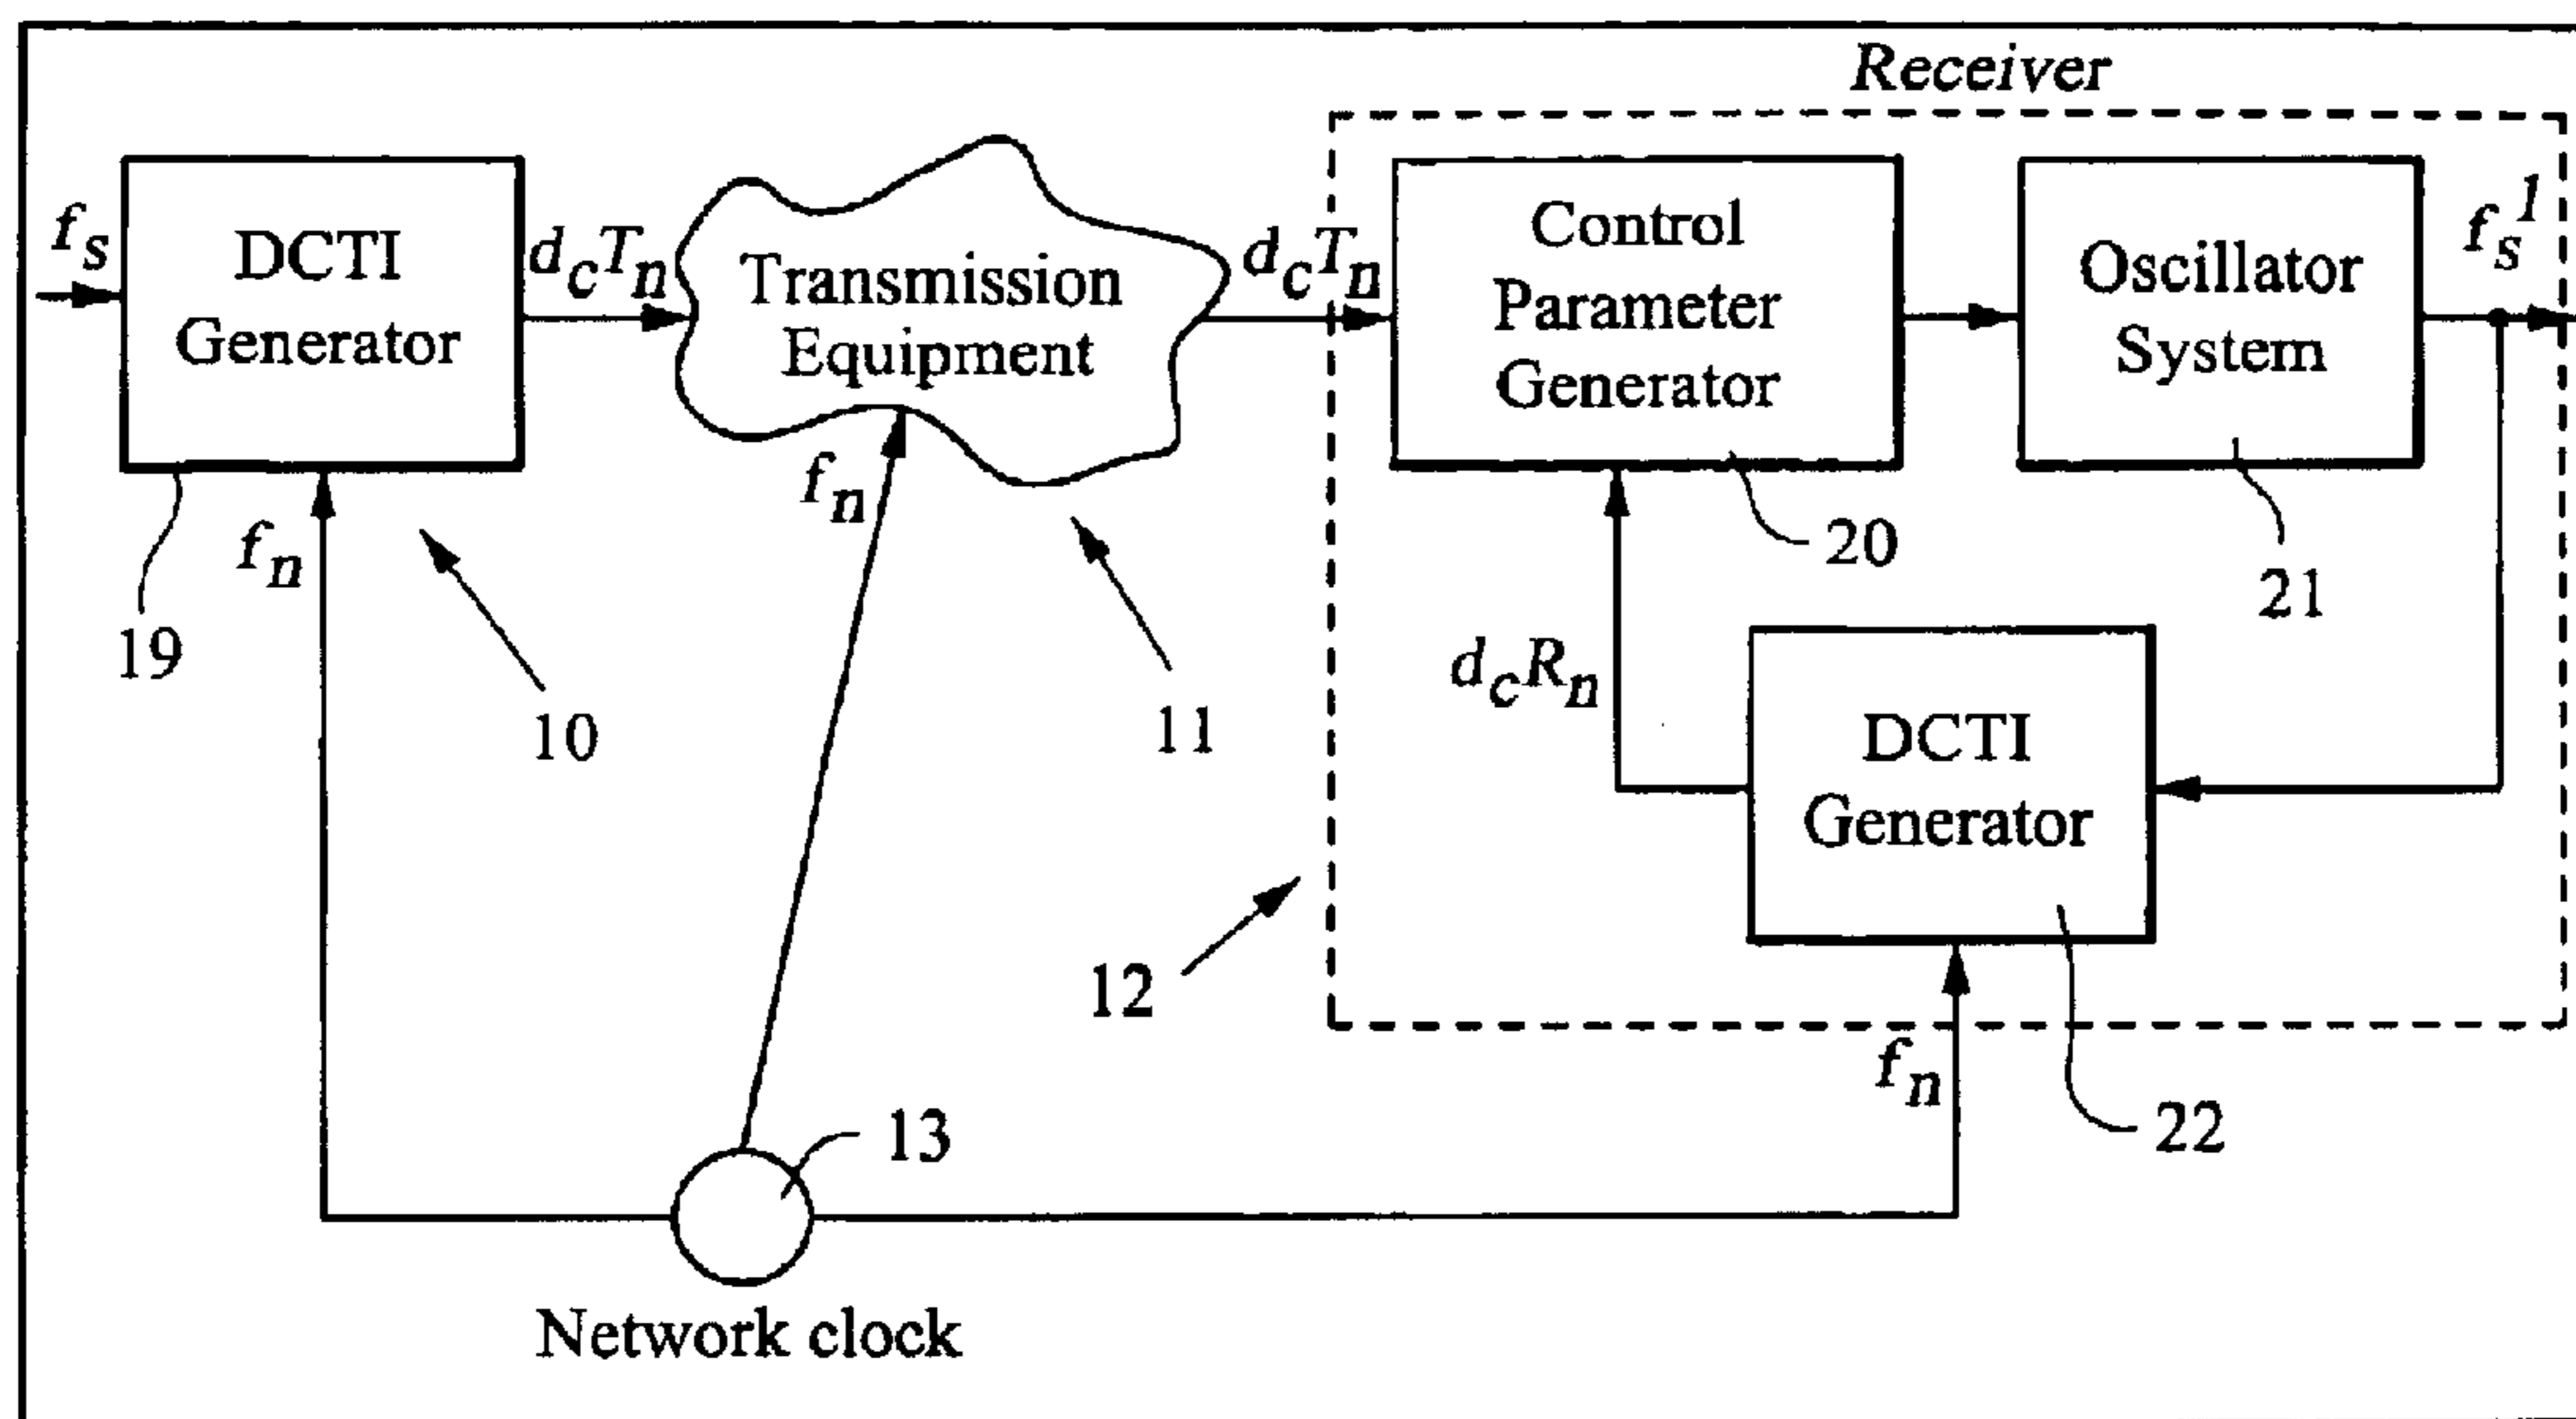 Receiver
f_s
DCTI
Generator
d_cT_n
Transmission
Equipment
d_cT_n
Control
Parameter
Generator
Oscillator
System
f_s^1
19
f_n
10
f_n
11
20
21
d_cR_n
DCTI
Generator
12
f_n
22
13
Network clock